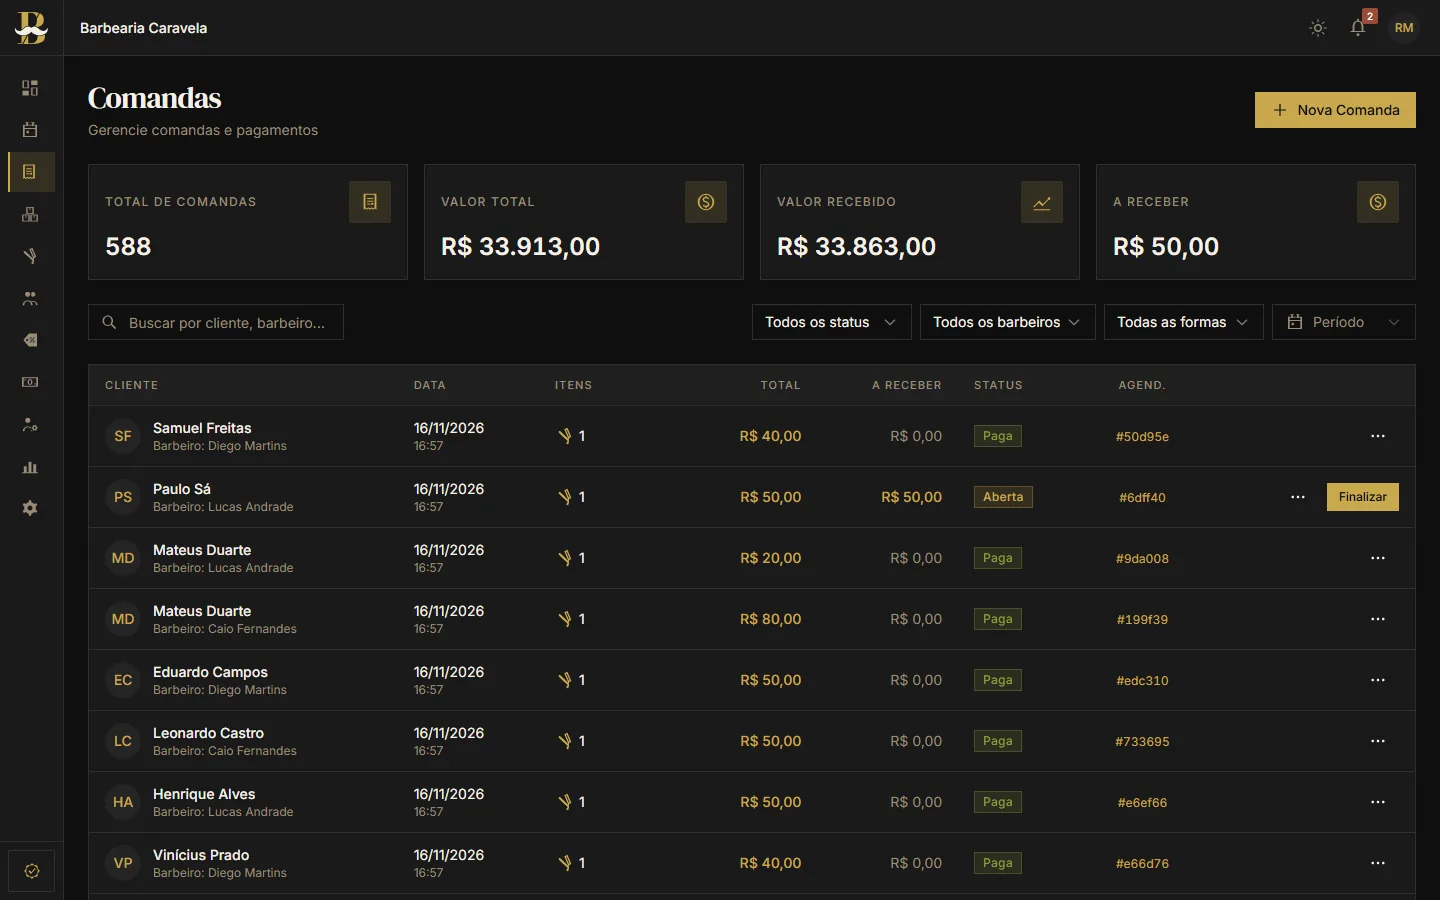 B
Barbearia Caravela
2
RM
Comandas
Gerencie comandas e pagamentos
Nova Comanda
TOTAL DE COMANDAS
588
VALOR TOTAL
R$ 33.913,00
VALOR RECEBIDO
R$ 33.863,00
A RECEBER
R$ 50,00
Buscar por cliente, barbeiro...
Todos os status
Todos os barbeiros
Todas as formas
Período
CLIENTE DATA ITENS TOTAL A RECEBER STATUS AGEND.
SF Samuel Freitas 16/11/2026 1 R$ 40,00 R$ 0,00 Paga #50d95e ...
Barbeiro: Diego Martins 16:57
PS Paulo Sá 16/11/2026 1 R$ 50,00 R$ 50,00 Aberta #6dff40 ... Finalizar
Barbeiro: Lucas Andrade 16:57
MD Mateus Duarte 16/11/2026 1 R$ 20,00 R$ 0,00 Paga #9da008 ...
Barbeiro: Lucas Andrade 16:57
MD Mateus Duarte 16/11/2026 1 R$ 80,00 R$ 0,00 Paga #199f39 ...
Barbeiro: Caio Fernandes 16:57
EC Eduardo Campos 16/11/2026 1 R$ 50,00 R$ 0,00 Paga #edc310 ...
Barbeiro: Diego Martins 16:57
LC Leonardo Castro 16/11/2026 1 R$ 50,00 R$ 0,00 Paga #733695 ...
Barbeiro: Caio Fernandes 16:57
HA Henrique Alves 16/11/2026 1 R$ 50,00 R$ 0,00 Paga #e6ef66 ...
Barbeiro: Lucas Andrade 16:57
VP Vinícius Prado 16/11/2026 1 R$ 40,00 R$ 0,00 Paga #e66d76 ...
Barbeiro: Diego Martins 16:57